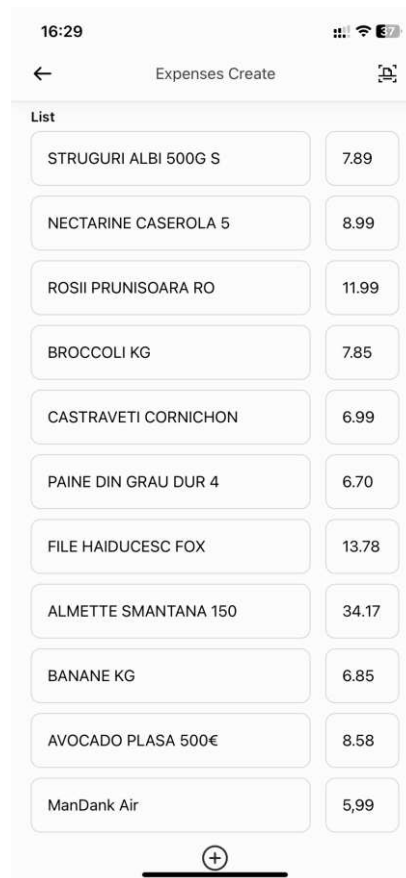 16:29
37
Expenses Create
List
STRUGURI ALBI 500G S 7.89
NECTARINE CASEROLA 5 8.99
ROSII PRUNISOARA RO 11.99
BROCCOLI KG 7.85
CASTRAVETI CORNICHON 6.99
PAINE DIN GRAU DUR 4 6.70
FILE HAIDUCESC FOX 13.78
ALMETTE SMANTANA 150 34.17
BANANE KG 6.85
AVOCADO PLASA 500€ 8.58
ManDank Air 5,99